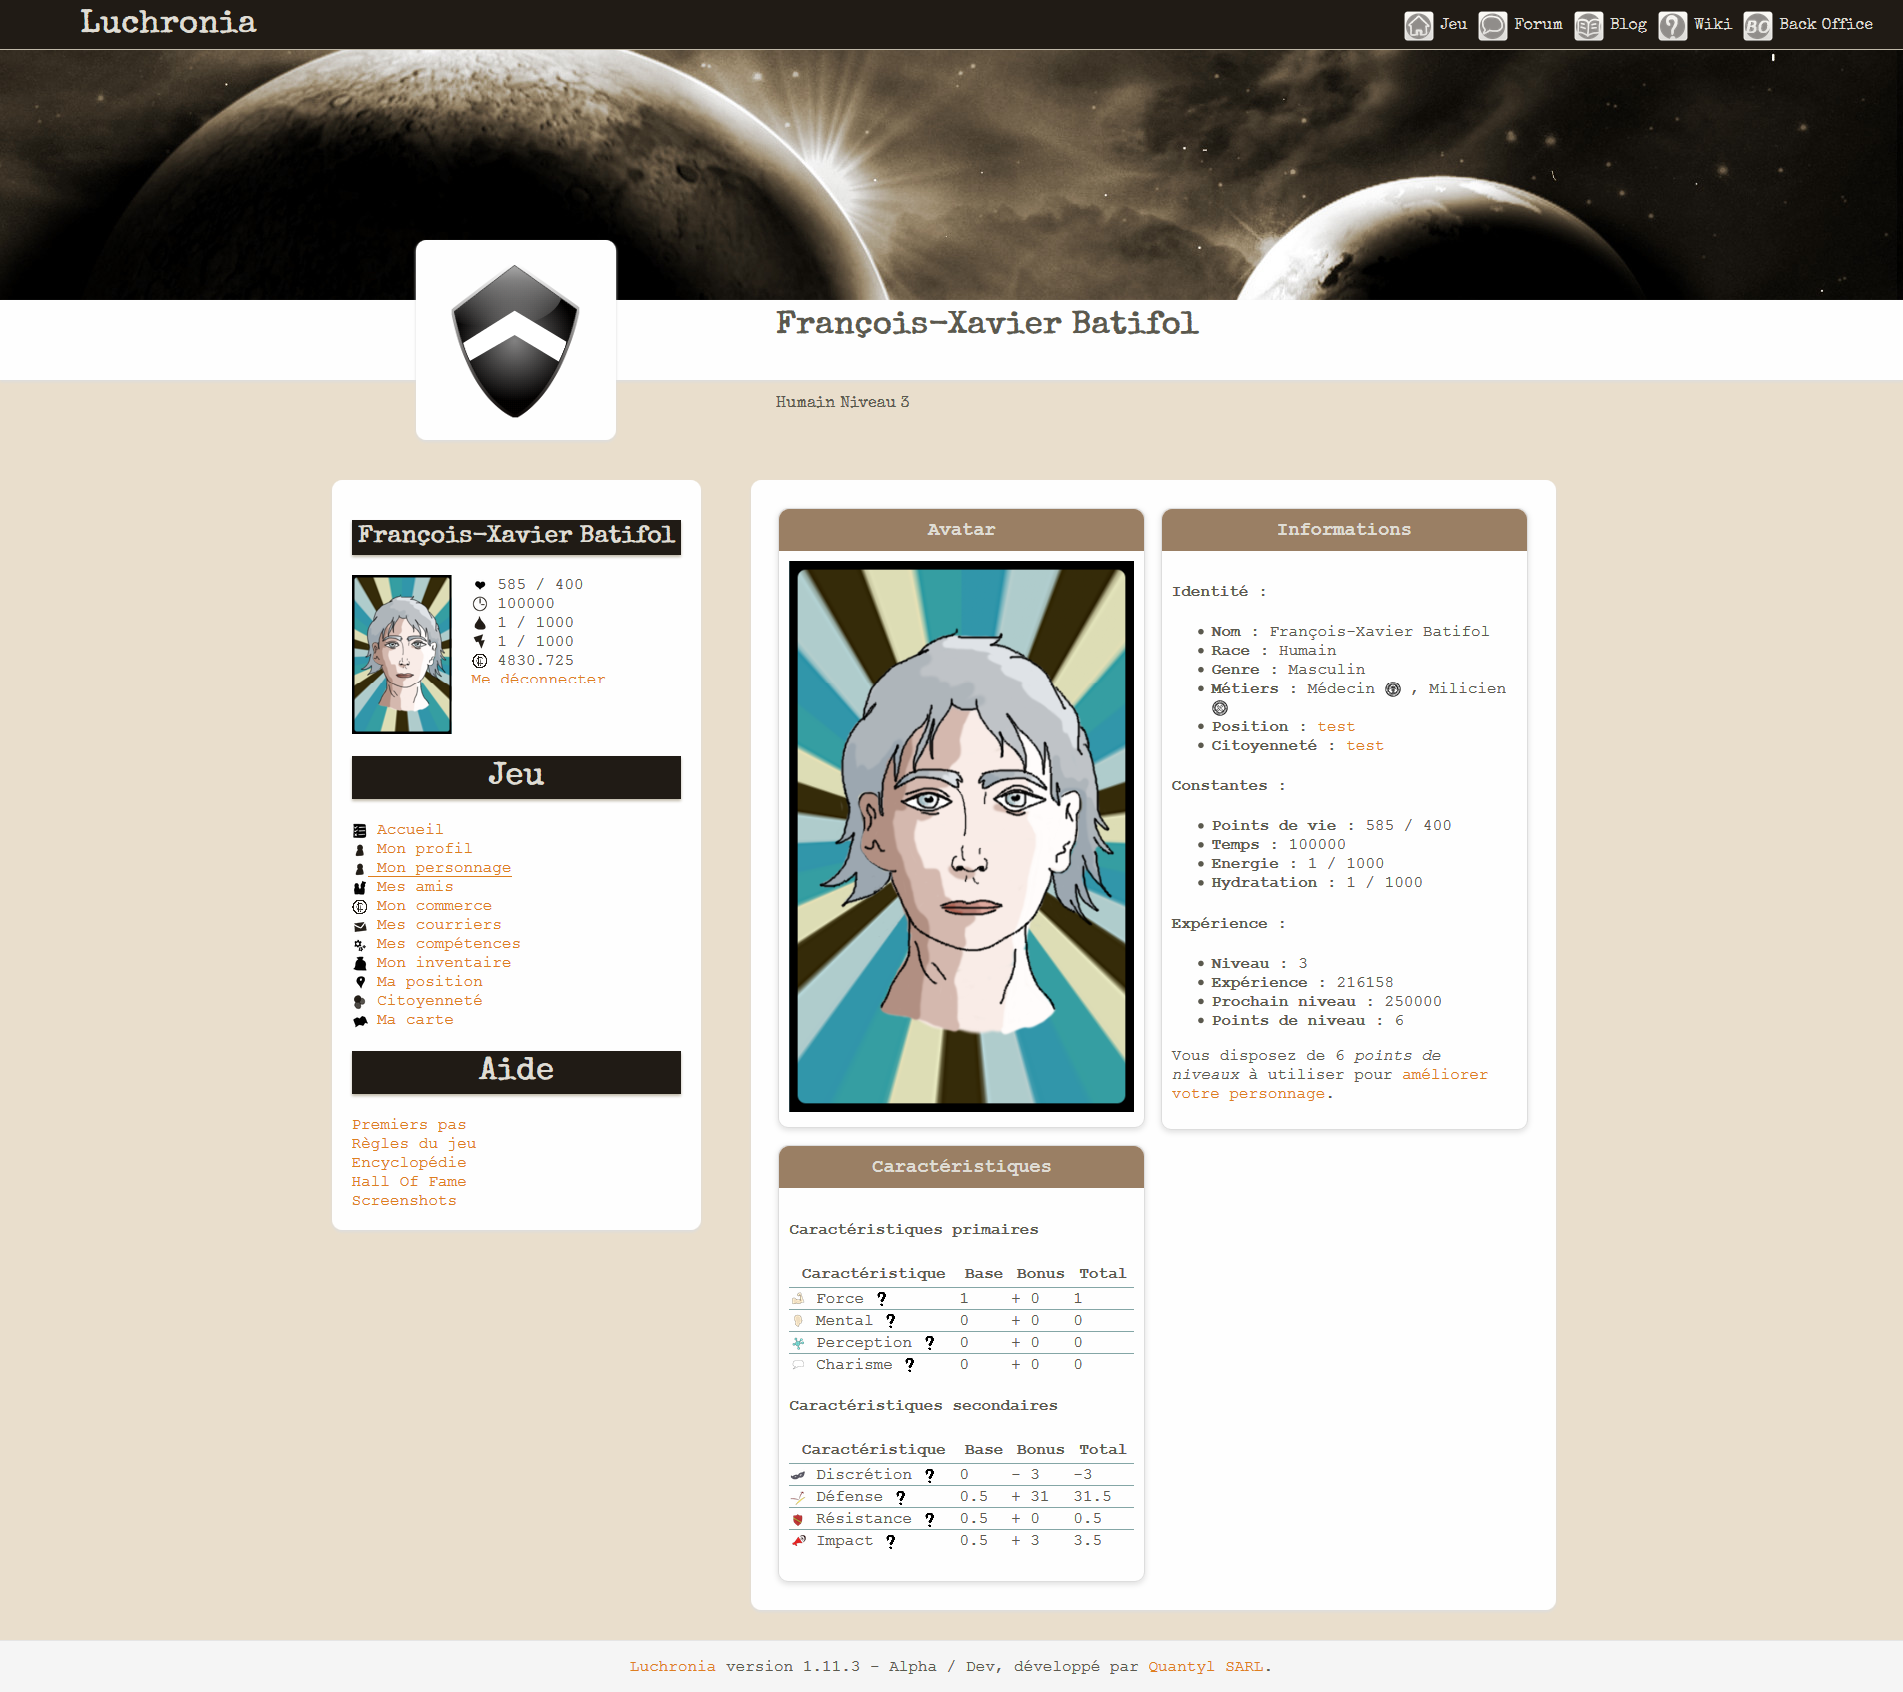 Luchronia
Jeu Forum Blog Wiki BO Back Office
François-Xavier Batifol
Humain Niveau 3
François-Xavier Batifol
585 / 400
100000
1 / 1000
1 / 1000
4830.725
Me déconnecter
Jeu
Accueil
Mon profil
Mon personnage
Mes amis
Mon commerce
Mes courriers
Mes compétences
Mon inventaire
Ma position
Citoyenneté
Ma carte
Aide
Premiers pas
Règles du jeu
Encyclopédie
Hall Of Fame
Screenshots
Avatar
Informations
Identité :
Nom : François-Xavier Batifol
Race : Humain
Genre : Masculin
Métiers : Médecin , Milicien
Position : test
Citoyenneté : test
Constantes :
Points de vie : 585 / 400
Temps : 100000
Energie : 1 / 1000
Hydratation : 1 / 1000
Expérience :
Niveau : 3
Expérience : 216158
Prochain niveau : 250000
Points de niveau : 6
Vous disposez de 6 points de
niveaux à utiliser pour améliorer
votre personnage.
Caractéristiques
Caractéristiques primaires
Caractéristique Base Bonus Total
Force ? 1 + 0 1
Mental ? 0 + 0 0
Perception ? 0 + 0 0
Charisme ? 0 + 0 0
Caractéristiques secondaires
Caractéristique Base Bonus Total
Discrétion ? 0 - 3 -3
Défense ? 0.5 + 31 31.5
Résistance ? 0.5 + 0 0.5
Impact ? 0.5 + 3 3.5
Luchronia version 1.11.3 - Alpha / Dev, développé par Quantyl SARL.